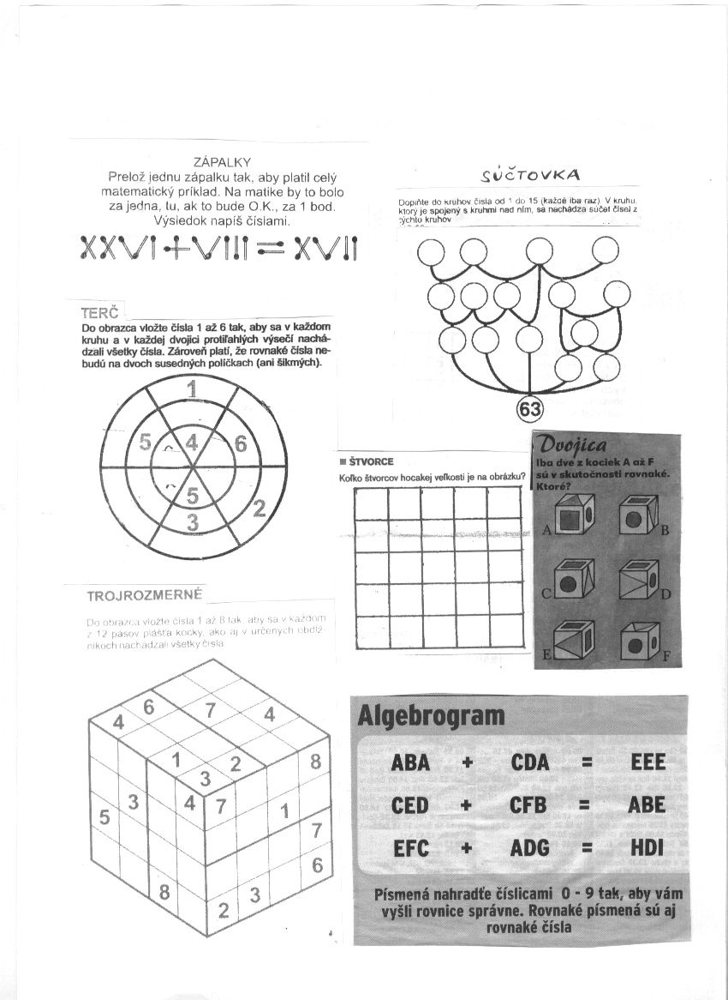 ZÁPALKY
Prelož jednu zápalku tak, aby platil celý
matematický príklad. Na matike by to bolo
za jedna, tu, ak to bude O.K., za 1 bod.
Výsiedok napíš číslami.
XXVI + VIII = XVII
SÚČTOVKA
Doplňte do kruhov čísla od 1 do 15 (každé iba raz). V kruhu,
ktorý je spojený s kruhmi nad ním, sa nachádza súčet čísel z
týchto kruhov
63
TERČ
Do obrazca vložte čísla 1 až 6 tak, aby sa v každom
kruhu a v každej dvojici protiľahlých výsečí nachá-
dzali všetky čísla. Zároveň platí, že rovnaké čísla ne-
budú na dvoch susedných políčkach (ani šikmých).
1
5 4 6
5
3 2
ŠTVORCE
Koľko štvorcov hocakej veľkosti je na obrázku?
Dvojica
Iba dve z kociek A až F
sú v skutočnosti rovnaké.
Ktoré?
A B
C D
E F
TROJROZMERNÉ
Do obrazca vložte čísla 1 až 8 tak, aby sa v každom
z 12 pásov plášťa kocky, ako aj v určených obdĺž-
nikoch nachádzali všetky čísla
4 6 7 4
1 2 3
8
3 4 7 1
5 7
6
8 2 3
Algebrogram
ABA + CDA = EEE
CED + CFB = ABE
EFC + ADG = HDI
Písmená nahraďte číslicami 0 - 9 tak, aby vám
vyšli rovnice správne. Rovnaké písmená sú aj
rovnaké čísla